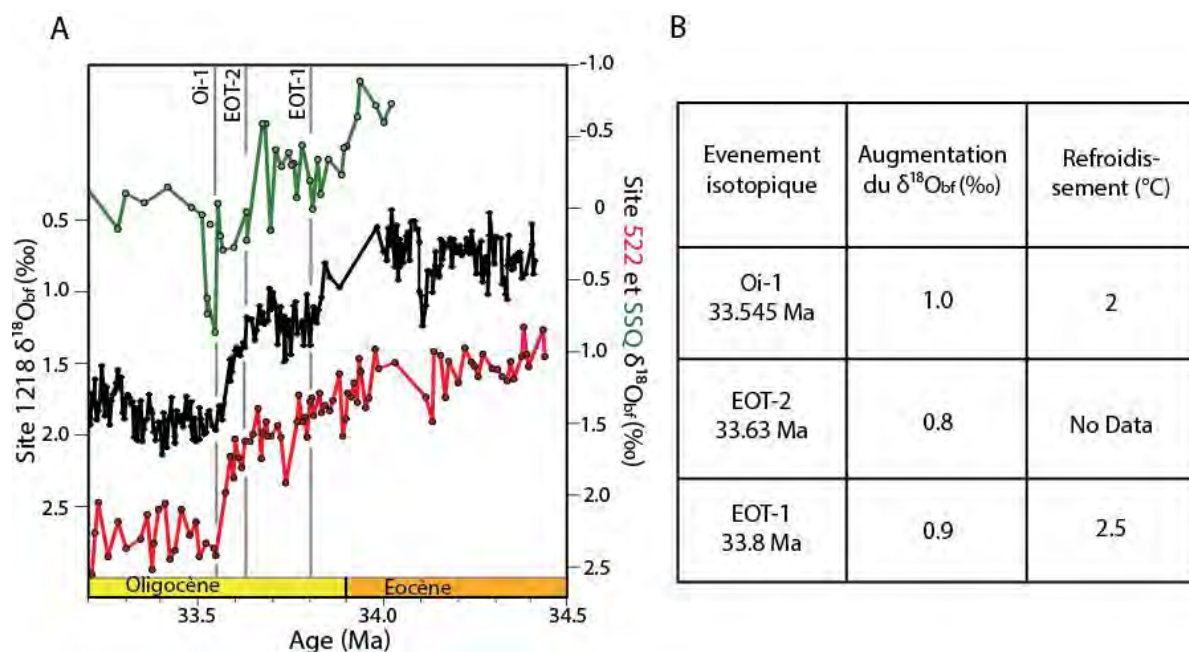 A
Oi-1
EOT-2
EOT-1
-1.0
-0.5
0
0.5
1.0
1.5
2.0
2.5
0.5
1.0
1.5
2.0
2.5
Site 1218 δ¹⁸Obf (‰)
Site 522 et SSQ δ¹⁸Obf (‰)
Oligocène
Eocène
33.5
34.0
34.5
Age (Ma)
B
Evenement
isotopique
Augmentation
du δ¹⁸Obf (‰)
Refroidis-
sement (°C)
Oi-1
33.545 Ma
1.0
2
EOT-2
33.63 Ma
0.8
No Data
EOT-1
33.8 Ma
0.9
2.5